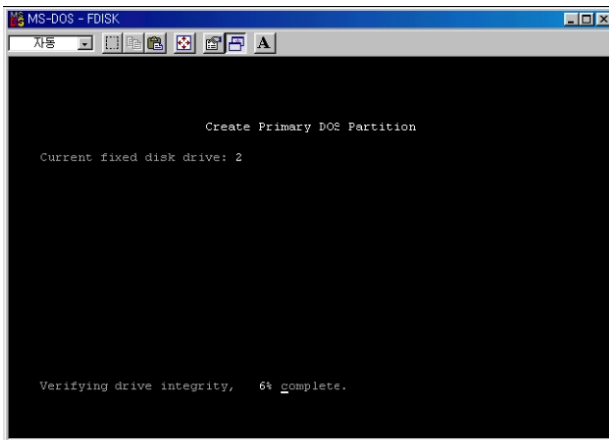 MS-DOS - FDISK
자동
A
Create Primary DOS Partition
Current fixed disk drive: 2
Verifying drive integrity, 6% complete.